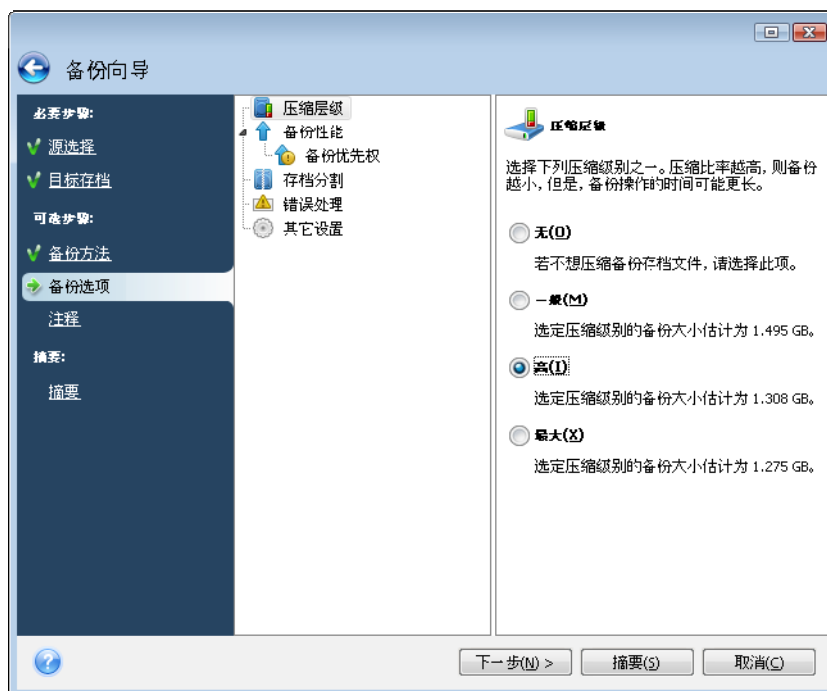 备份向导
必要步骤:
源选择
目标存档
可选步骤:
备份方法
备份选项
注释
摘要:
摘要
压缩层级
备份性能
备份优先权
存档分割
错误处理
其它设置
压缩层级
选择下列压缩级别之一。压缩比率越高, 则备份
越小, 但是, 备份操作的时间可能更长。
无(O)
若不想压缩备份存档文件, 请选择此项。
一般(M)
选定压缩级别的备份大小估计为 1.495 GB。
高(I)
选定压缩级别的备份大小估计为 1.308 GB。
最大(X)
选定压缩级别的备份大小估计为 1.275 GB。
下一步(N) >
摘要(S)
取消(C)